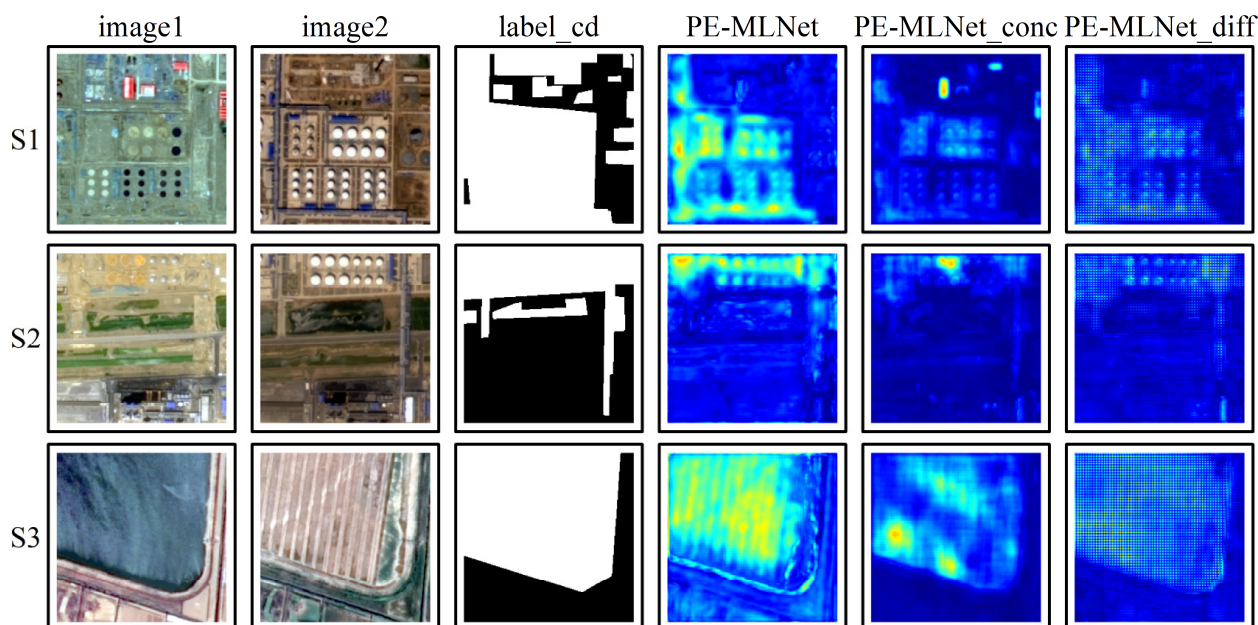 image1 image2 label_cd PE-MLNet PE-MLNet_conc PE-MLNet_diff
S1
S2
S3